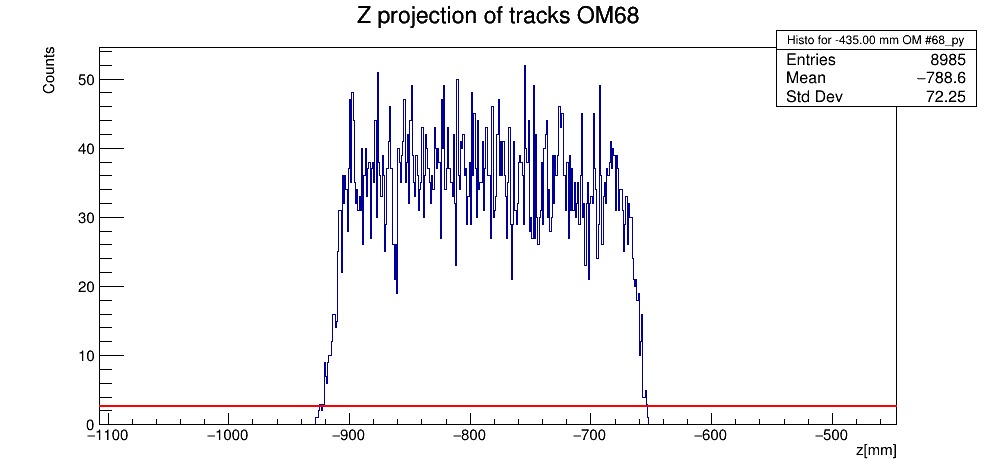 Z projection of tracks OM68
Histo for -435.00 mm OM #68_py
Entries 8985
Mean −788.6
Std Dev 72.25
Counts
50
40
30
20
10
0
−1100 −1000 −900 −800 −700 −600 −500
z[mm]